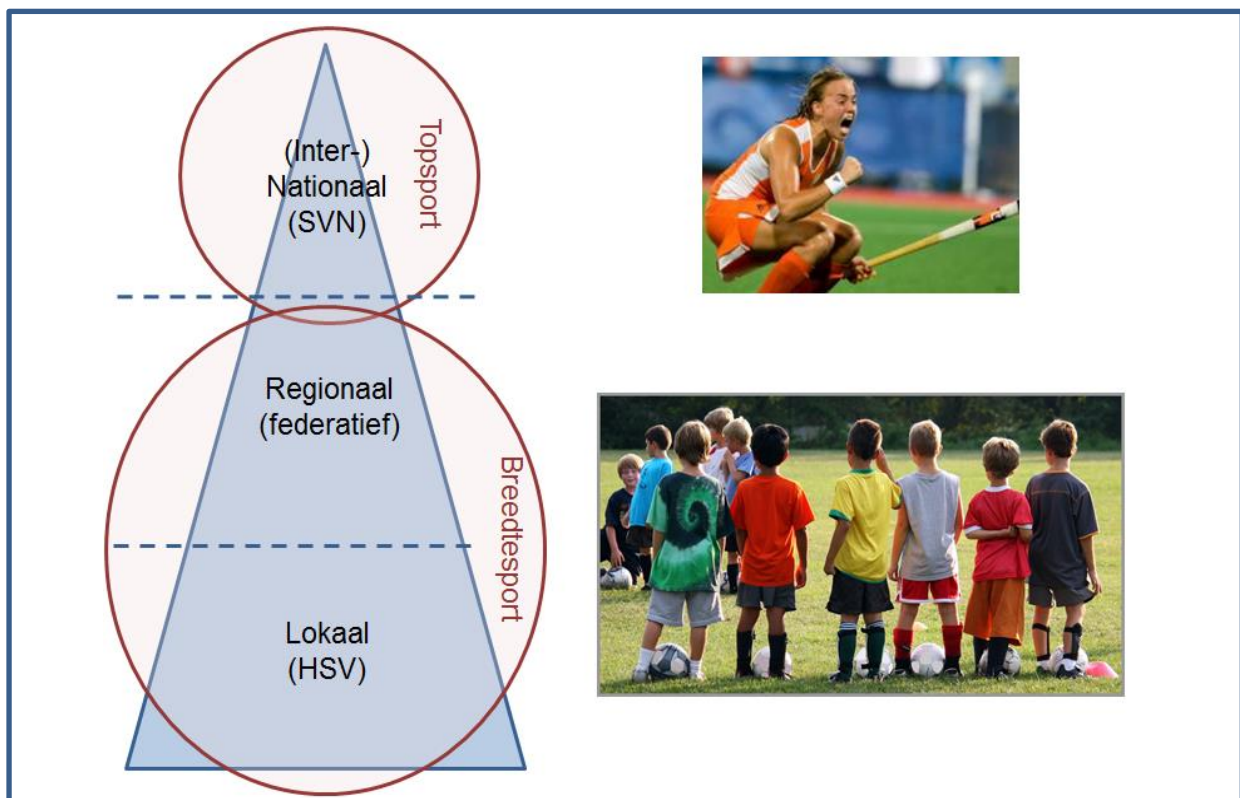 (Inter-)
Nationaal
(SVN)
Topsport
Regionaal
(federatief)
Breedtesport
Lokaal
(HSV)